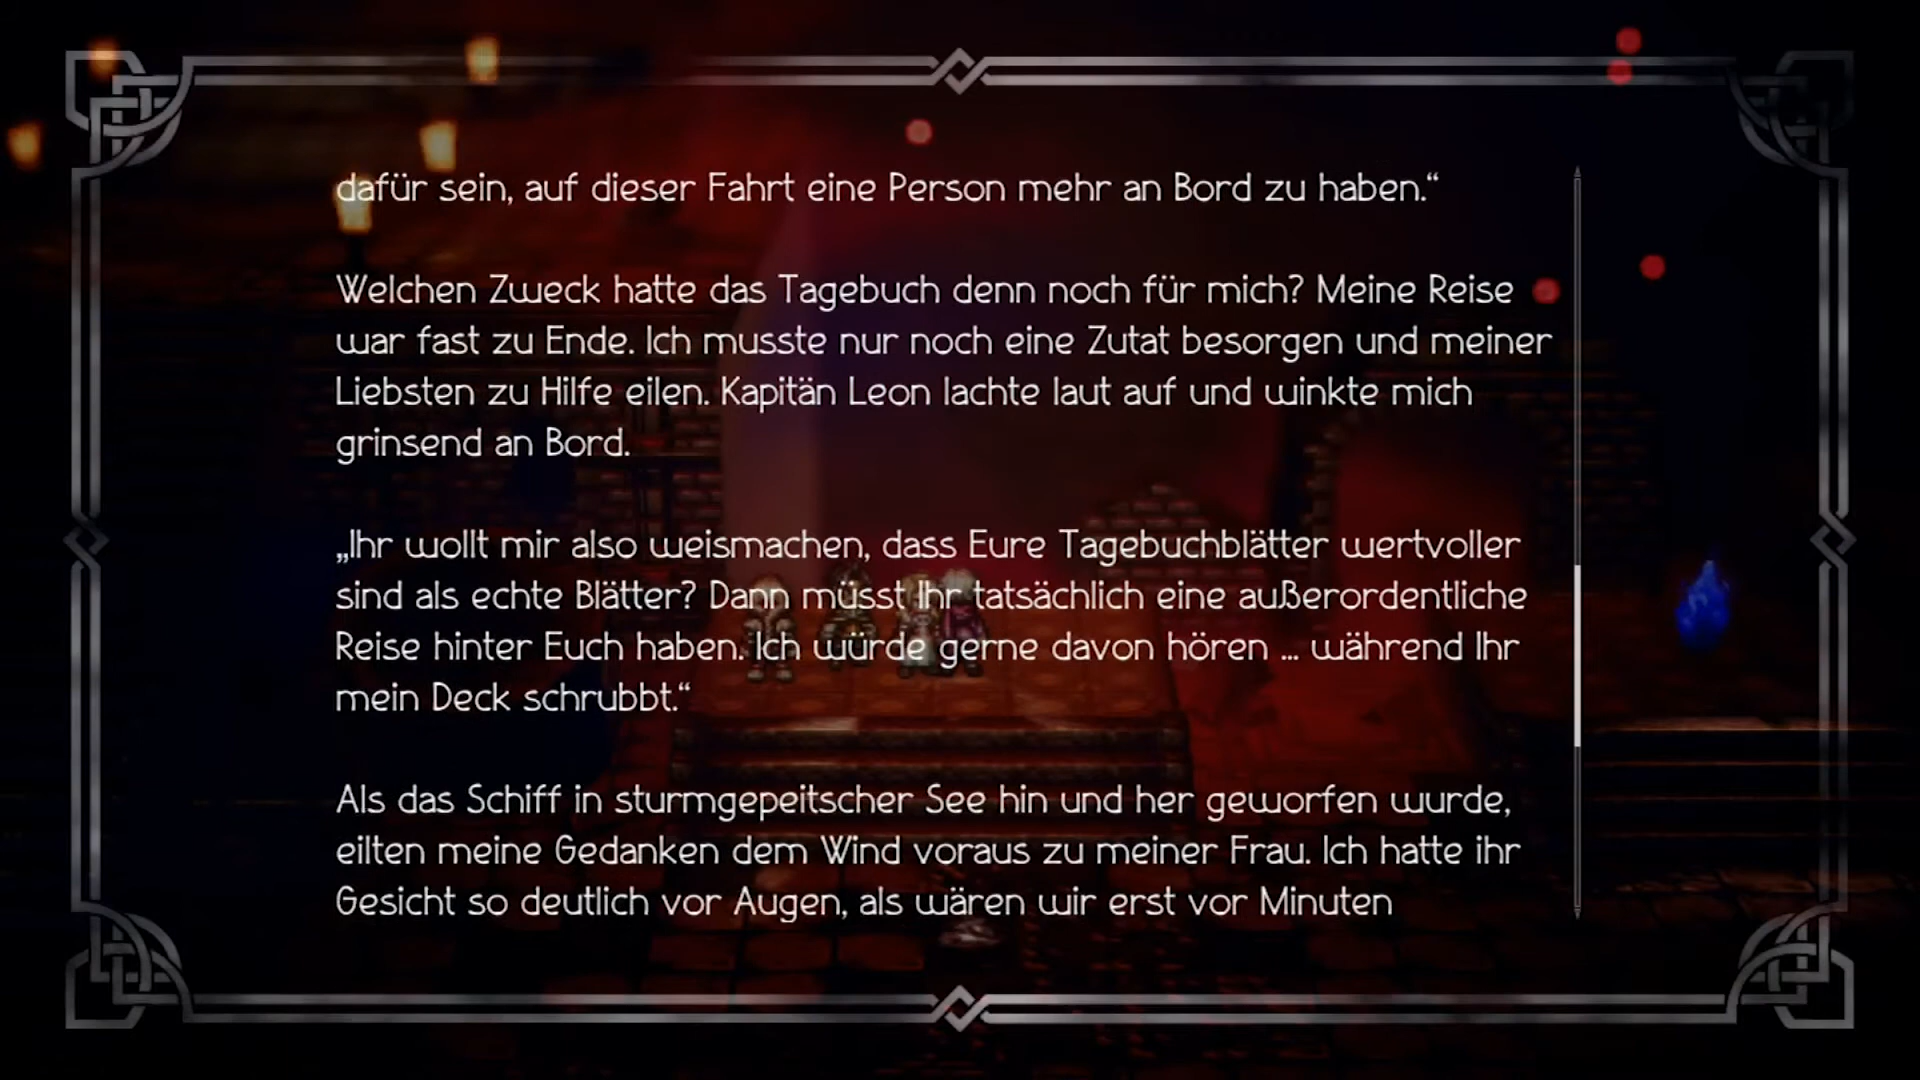 dafür sein, auf dieser Fahrt eine Person mehr an Bord zu haben.“
Welchen Zweck hatte das Tagebuch denn noch für mich? Meine Reise
war fast zu Ende. Ich musste nur noch eine Zutat besorgen und meiner
Liebsten zu Hilfe eilen. Kapitän Leon lachte laut auf und winkte mich
grinsend an Bord.
„Ihr wollt mir also weismachen, dass Eure Tagebuchblätter wertvoller
sind als echte Blätter? Dann müsst Ihr tatsächlich eine außerordentliche
Reise hinter Euch haben. Ich würde gerne davon hören ... während Ihr
mein Deck schrubbt.“
Als das Schiff in sturmgepeitscher See hin und her geworfen wurde,
eilten meine Gedanken dem Wind voraus zu meiner Frau. Ich hatte ihr
Gesicht so deutlich vor Augen, als wären wir erst vor Minuten